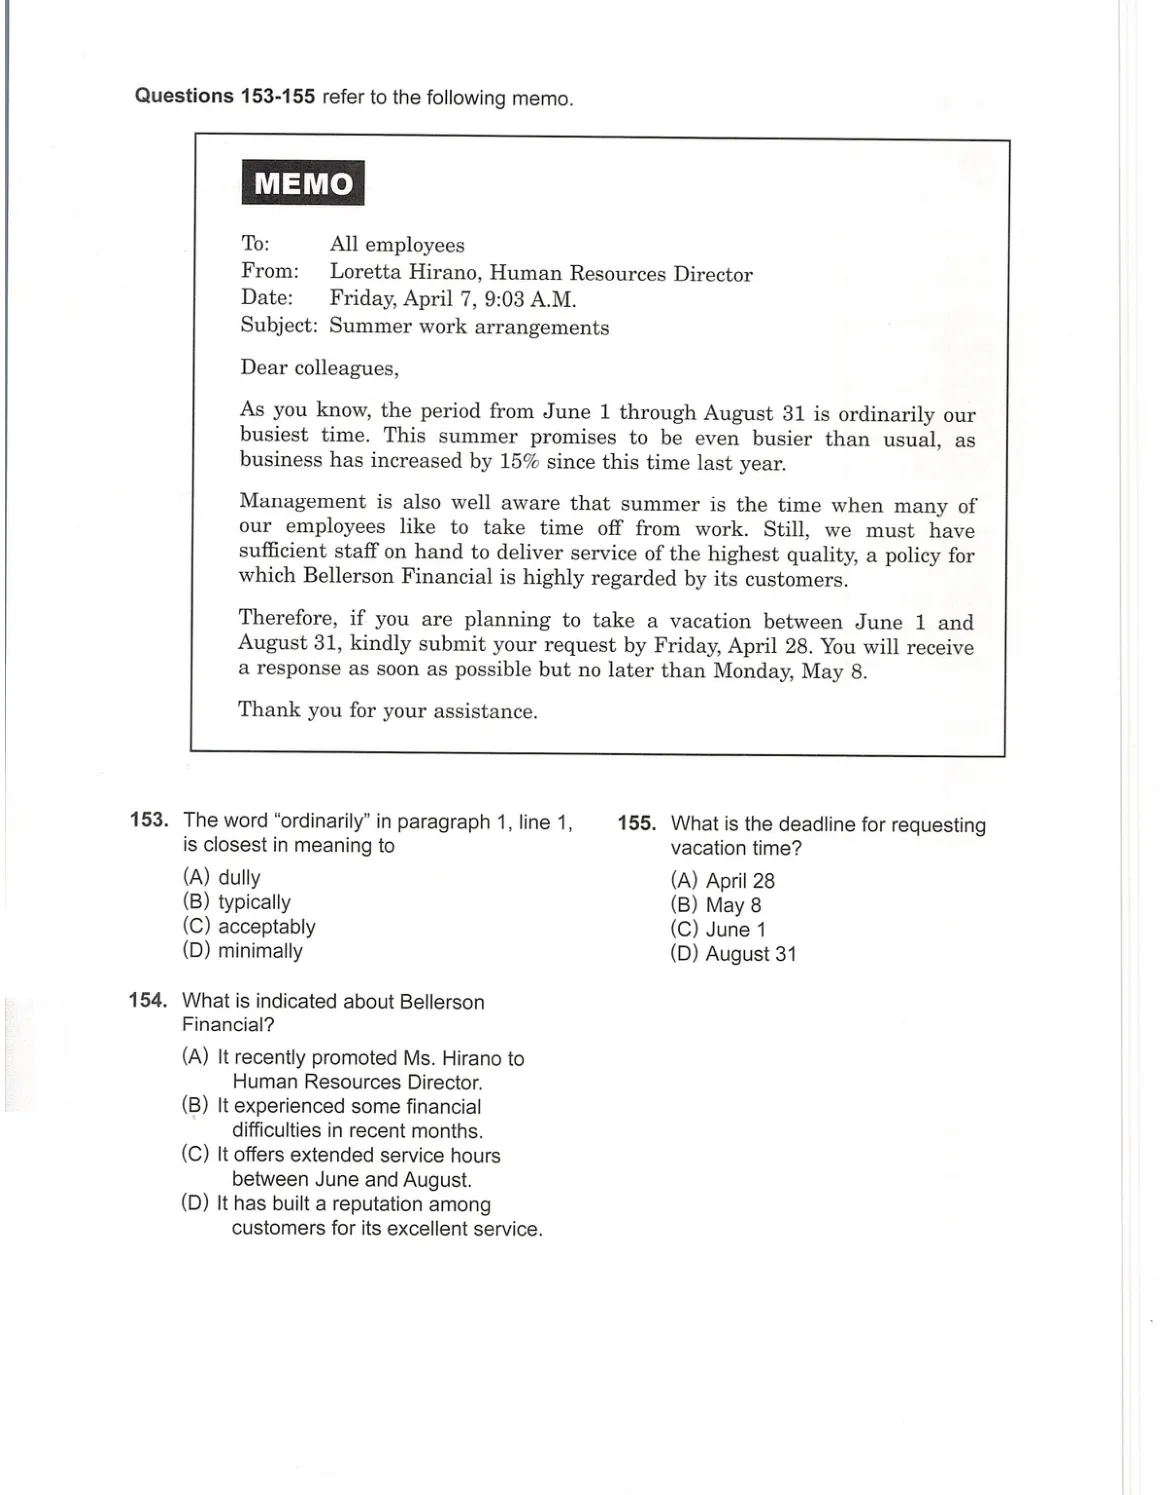 Questions 153-155 refer to the following memo.
MEMO
To: All employees
From: Loretta Hirano, Human Resources Director
Date: Friday, April 7, 9:03 A.M.
Subject: Summer work arrangements
Dear colleagues,
As you know, the period from June 1 through August 31 is ordinarily our
busiest time. This summer promises to be even busier than usual, as
business has increased by 15% since this time last year.
Management is also well aware that summer is the time when many of
our employees like to take time off from work. Still, we must have
sufficient staff on hand to deliver service of the highest quality, a policy for
which Bellerson Financial is highly regarded by its customers.
Therefore, if you are planning to take a vacation between June 1 and
August 31, kindly submit your request by Friday, April 28. You will receive
a response as soon as possible but no later than Monday, May 8.
Thank you for your assistance.
153. The word “ordinarily” in paragraph 1, line 1,
is closest in meaning to
(A) dully
(B) typically
(C) acceptably
(D) minimally
154. What is indicated about Bellerson
Financial?
(A) It recently promoted Ms. Hirano to
Human Resources Director.
(B) It experienced some financial
difficulties in recent months.
(C) It offers extended service hours
between June and August.
(D) It has built a reputation among
customers for its excellent service.
155. What is the deadline for requesting
vacation time?
(A) April 28
(B) May 8
(C) June 1
(D) August 31